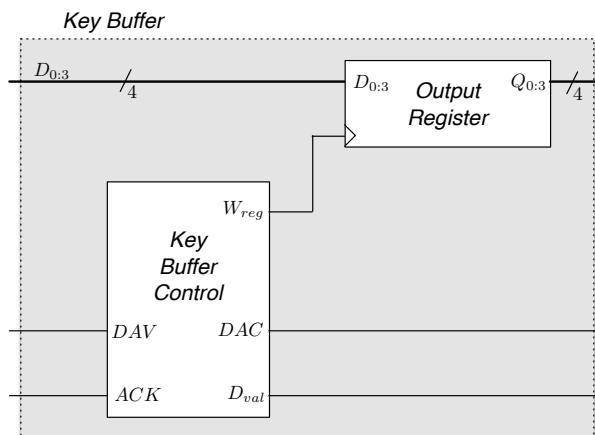 Key Buffer
D0:3
4
D0:3
Output
Register
Q0:3
4
Wreg
Key
Buffer
Control
DAV
DAC
ACK
Dval